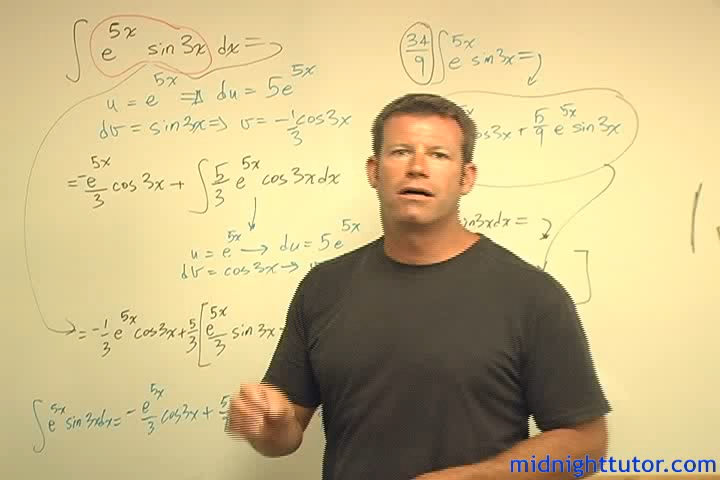 ∫ e^5x sin 3x dx =
u = e^5x ⇒ du = 5e^5x
dv = sin 3x ⇒ v = -1/3 cos 3x
= -e^5x/3 cos 3x + ∫ 5/3 e^5x cos 3x dx
u = e^5x → du = 5e^5x
dv = cos 3x →
= -1/3 e^5x cos 3x + 5/3 [ e^5x/3 sin 3x
∫ e^5x sin 3x dx = - e^5x/3 cos 3x +
34/9 ∫ e^5x sin 3x =
cos 3x + 5/9 e^5x sin 3x
sin 3x dx =
midnighttutor.com